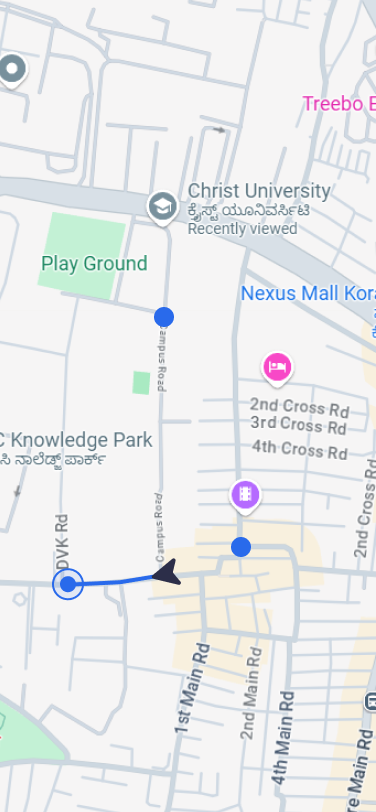 Treebo
Christ University
ಕ್ರೈಸ್ಟ್ ಯೂನಿವರ್ಸಿಟಿ
Recently viewed
Play Ground
Nexus Mall Kora
Campus Road
2nd Cross Rd
3rd Cross Rd
4th Cross Rd
C Knowledge Park
ಸಿ ನಾಲೆಡ್ಜ್ ಪಾರ್ಕ್
2nd Cross Rd
Campus Road
DVK Rd
1st Main Rd
2nd Main Rd
4th Main Rd
Main Rd